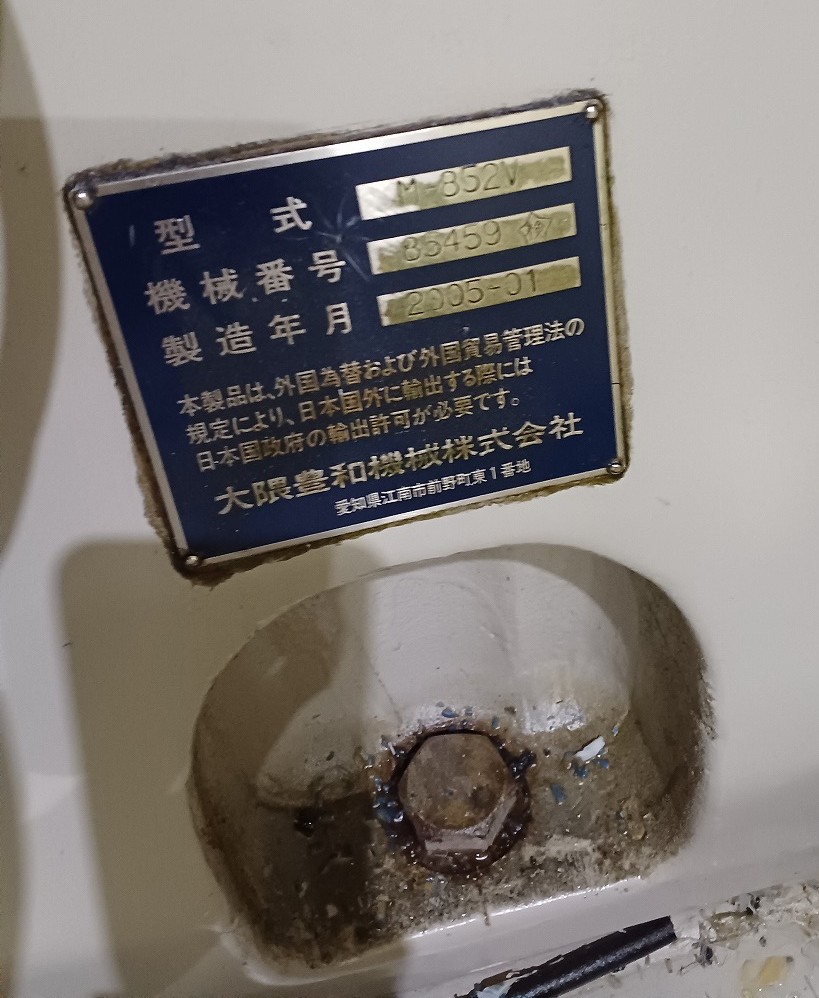 型式 M-852V
機械番号 85459 検
製造年月 2005-01
本製品は、外国為替および外国貿易管理法の
規定により、日本国外に輸出する際には
日本国政府の輸出許可が必要です。
大隈豊和機械株式会社
愛知県江南市前野町東1番地